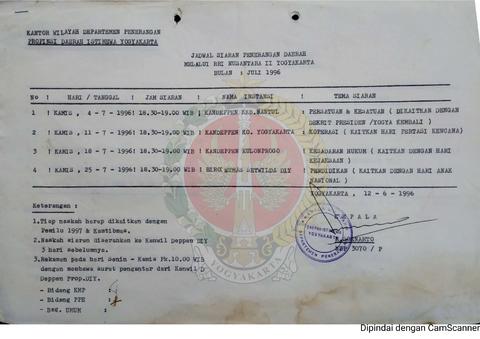 KANTOR WILAYAH DEPARTEMEN PENERANGAN
PROPINSI DAERAH ISTIMEWA YOGYAKARTA
JADWAL SIARAN PENERANGAN DAERAH
MELALUI RRI NUSANTARA II YOGYAKARTA
BULAN : JULI 1996
No : HARI / TANGGAL : JAM SIARAN : NAMA INSTANSI : TEMA SIARAN
1 : KAMIS , 4 - 7 - 1996: 18.30-19.00 WIB : KANDEPPEN KAB.BANTUL : PERSATUAN & KESATUAN ( DIKAITKAN DENGAN
DEKRIT PRESIDEN /YOGYA KEMBALI )
2 : KAMIS , 11 - 7 - 1996: 18.30-19.00 WIB : KANDEPPEN KO. YOGYAKARTA : KOPERASI ( KAITKAN HARI PERTASI KENCANA)
3 : KAMIS , 18 - 7 - 1996: 18.30-19.00 WIB : KANDEPPEN KULONPROGO : KESADARAN HUKUM ( KAITKAN DENGAN HARI
KEJAKSAAN )
4 : KAMIS , 25 - 7 - 1996: 18.30-19.00 WIB : DIY : PENDIDIKAN ( KAITKAN DENGAN HARI ANAK
NASIONAL )
YOGYAKARTA, 12 - 6 - 1996
Keterangan :
1.Tiap naskah harap dikaitkan dengan
Pemilu 1997 & Kamtibmas.
2.Naskah siaran diserahkan ke Kanwil Deppen DIY
3 hari sebelumnya.
3.Rekaman pada hari Senin - Kamis Pk.10.00 WIB
dengan membawa surat pengantar dari Kanwil
Deppen Prop.DIY.
- Bidang KMP :
- Bidang PPE :
- Bag. UMUM :
K E P A L A
YOGYAKARTA
3070 / P
YOGYAKARTA
Dipindai dengan CamScanner